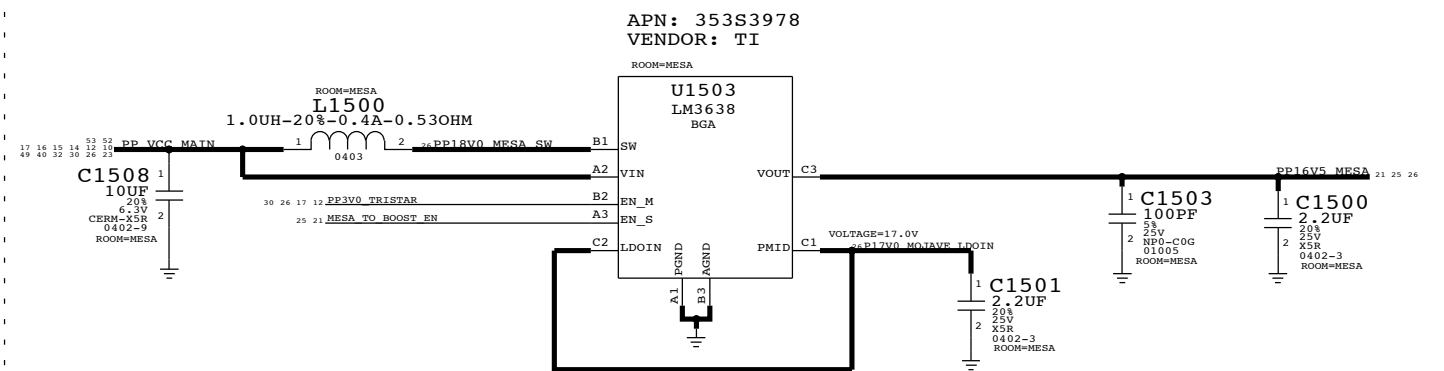 APN: 353S3978
VENDOR: TI
ROOM=MESA
U1503
LM3638
BGA
ROOM=MESA
L1500
1.0UH-20%-0.4A-0.53OHM
1
2
0403
53 52
17 16 15 14 12 10
49 40 32 30 26 23
PP_VCC_MAIN
26 PP18V0_MESA_SW
B1
SW
A2
VIN
B2
EN_M
A3
EN_S
C2
LDOIN
30 26 17 12 PP3V0_TRISTAR
25 21 MESA_TO_BOOST_EN
C1508
10UF
20%
6.3V
CERM-X5R
0402-9
ROOM=MESA
1
2
VOUT
C3
PMID
C1
PGND
AGND
A1
B3
PP16V5_MESA 21 25 26
VOLTAGE=17.0V
26 P17V0_MOJAVE_LDOIN
C1503
100PF
5%
25V
NP0-C0G
01005
ROOM=MESA
1
2
C1500
2.2UF
20%
25V
X5R
0402-3
ROOM=MESA
1
2
C1501
2.2UF
20%
25V
X5R
0402-3
ROOM=MESA
1
2